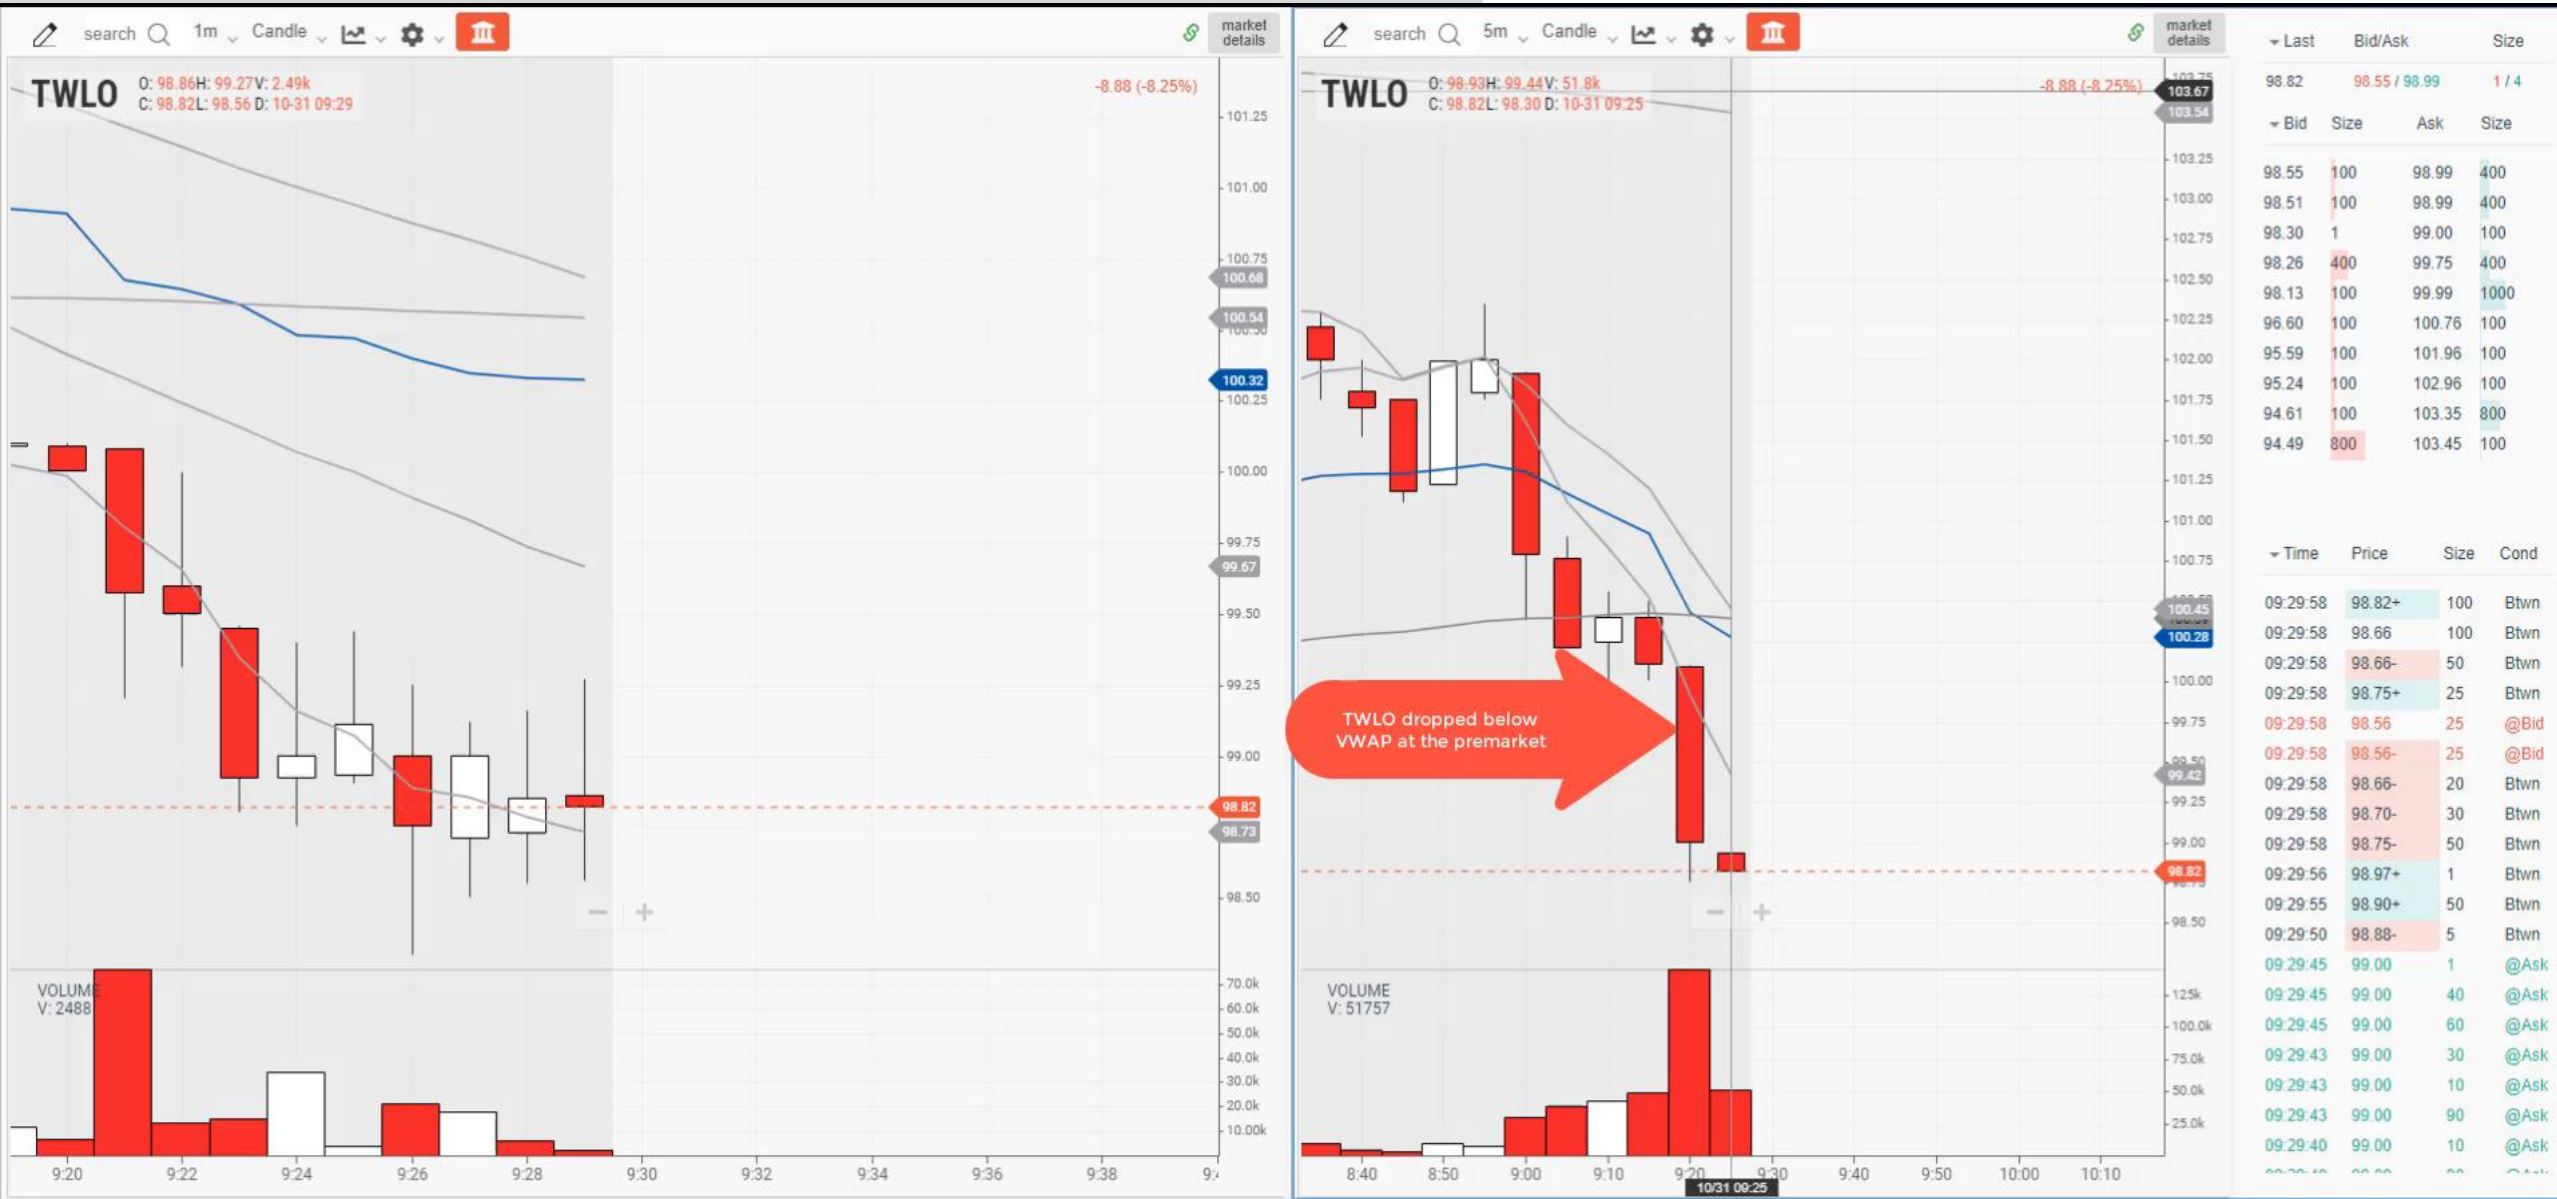 search 1m Candle market details
TWLO O: 98.86H: 99.27V: 2.49k
C: 98.82L: 98.56 D: 10-31 09:29
-8.88 (-8.25%)
101.25
101.00
100.75
100.68
100.54
100.32
100.25
100.00
99.75
99.67
99.50
99.25
99.00
98.82
98.73
98.50
VOLUME
V: 2488
70.0k
60.0k
50.0k
40.0k
30.0k
20.0k
10.00k
9:20 9:22 9:24 9:26 9:28 9:30 9:32 9:34 9:36 9:38
search 5m Candle market details
TWLO O: 98.93H: 99.44V: 51.8k
C: 98.82L: 98.30 D: 10-31 09:25
-8.88 (-8.25%)
103.75
103.67
103.54
103.25
103.00
102.75
102.50
102.25
102.00
101.75
101.50
101.25
101.00
100.75
100.45
100.28
100.00
99.75
99.50
99.42
99.25
99.00
98.82
98.75
98.50
TWLO dropped below
VWAP at the premarket
VOLUME
V: 51757
125k
100.0k
75.0k
50.0k
25.0k
8:40 8:50 9:00 9:10 9:20 9:30 9:40 9:50 10:00 10:10
10/31 09:25
Last Bid/Ask Size
98.82 98.55 / 98.99 1 / 4
Bid Size Ask Size
98.55 100 98.99 400
98.51 100 98.99 400
98.30 1 99.00 100
98.26 400 99.75 400
98.13 100 99.99 1000
96.60 100 100.76 100
95.59 100 101.96 100
95.24 100 102.96 100
94.61 100 103.35 800
94.49 800 103.45 100
Time Price Size Cond
09:29:58 98.82+ 100 Btwn
09:29:58 98.66 100 Btwn
09:29:58 98.66- 50 Btwn
09:29:58 98.75+ 25 Btwn
09:29:58 98.56 25 @Bid
09:29:58 98.56- 25 @Bid
09:29:58 98.66- 20 Btwn
09:29:58 98.70- 30 Btwn
09:29:58 98.75- 50 Btwn
09:29:56 98.97+ 1 Btwn
09:29:55 98.90+ 50 Btwn
09:29:50 98.88- 5 Btwn
09:29:45 99.00 1 @Ask
09:29:45 99.00 40 @Ask
09:29:45 99.00 60 @Ask
09:29:43 99.00 30 @Ask
09:29:43 99.00 10 @Ask
09:29:43 99.00 90 @Ask
09:29:40 99.00 10 @Ask